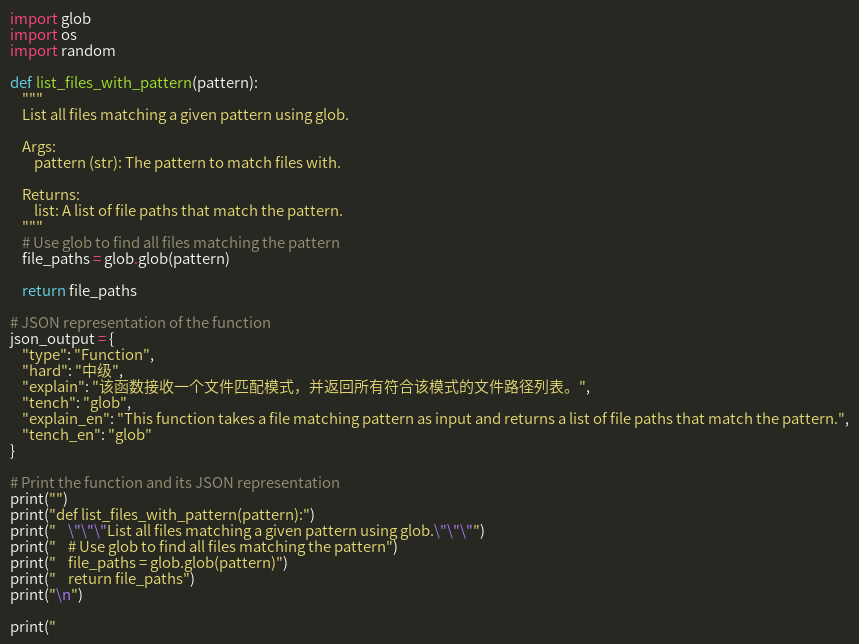 import glob
import os
import random

def list_files_with_pattern(pattern):
    """
    List all files matching a given pattern using glob.

    Args:
        pattern (str): The pattern to match files with.

    Returns:
        list: A list of file paths that match the pattern.
    """
    # Use glob to find all files matching the pattern
    file_paths = glob.glob(pattern)

    return file_paths

# JSON representation of the function
json_output = {
    "type": "Function",
    "hard": "中级",
    "explain": "该函数接收一个文件匹配模式，并返回所有符合该模式的文件路径列表。",
    "tench": "glob",
    "explain_en": "This function takes a file matching pattern as input and returns a list of file paths that match the pattern.",
    "tench_en": "glob"
}

# Print the function and its JSON representation
print("")
print("def list_files_with_pattern(pattern):")
print("    \"\"\"List all files matching a given pattern using glob.\"\"\"")
print("    # Use glob to find all files matching the pattern")
print("    file_paths = glob.glob(pattern)")
print("    return file_paths")
print("\n")

print("